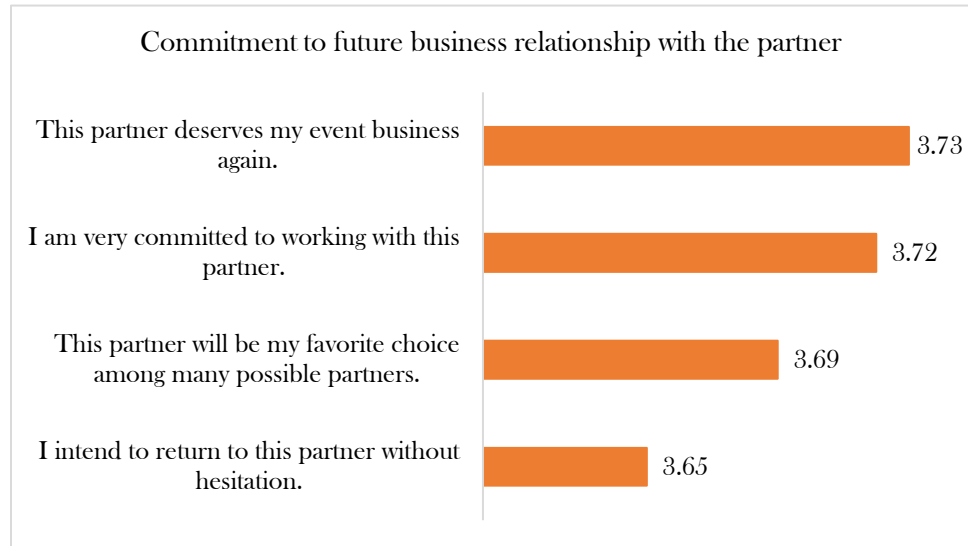 Commitment to future business relationship with the partner
This partner deserves my event business
again.
3.73
I am very committed to working with this
partner.
3.72
This partner will be my favorite choice
among many possible partners.
3.69
I intend to return to this partner without
hesitation.
3.65